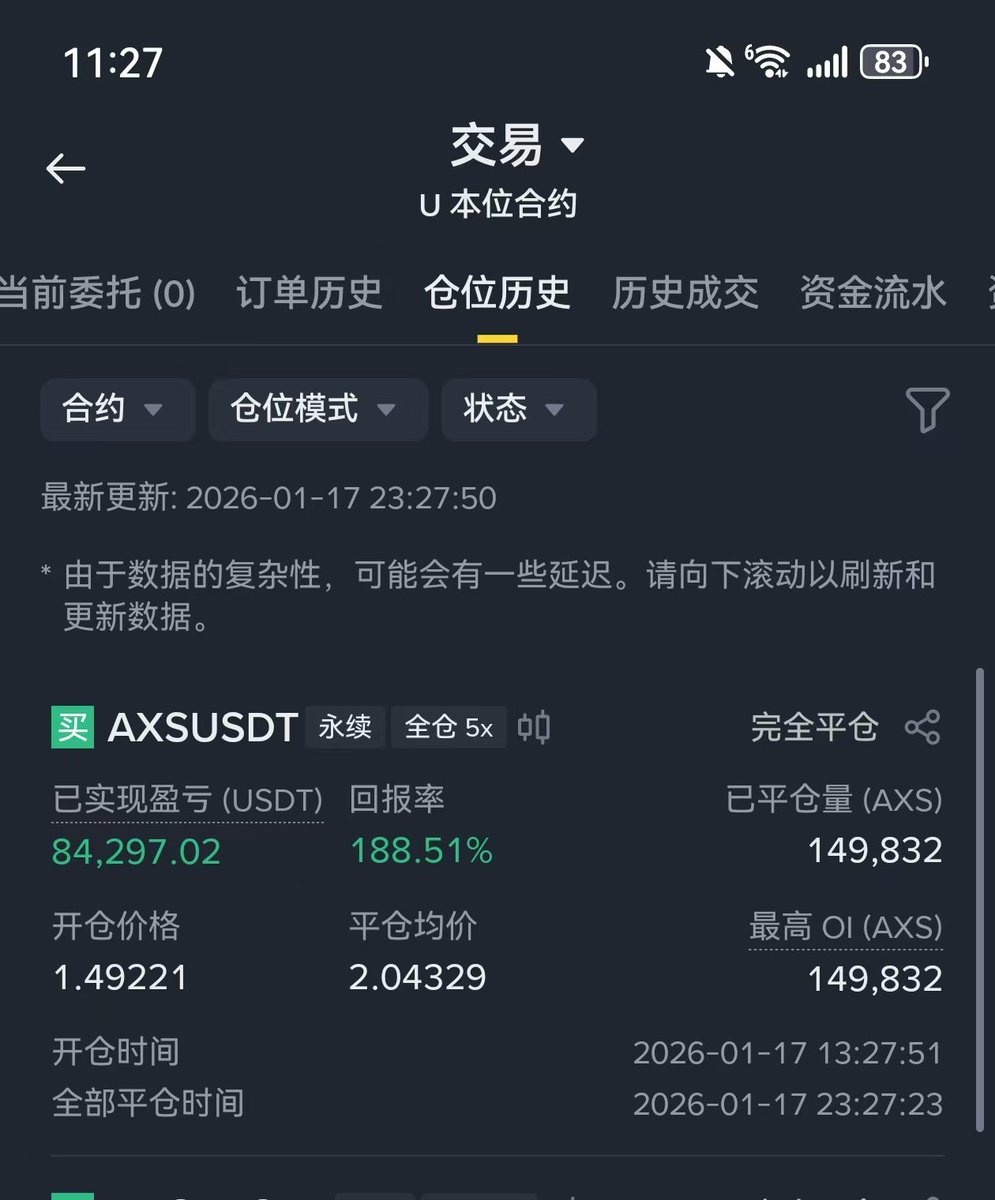 11:27
6 83
交易
U 本位合约
当前委托 (0) 订单历史 仓位历史 历史成交 资金流水
合约 仓位模式 状态
最新更新: 2026-01-17 23:27:50
* 由于数据的复杂性，可能会有一些延迟。请向下滚动以刷新和
更新数据。
买 AXSUSDT 永续 全仓 5x 完全平仓
已实现盈亏 (USDT) 回报率 已平仓量 (AXS)
84,297.02 188.51% 149,832
开仓价格 平仓均价 最高 OI (AXS)
1.49221 2.04329 149,832
开仓时间 2026-01-17 13:27:51
全部平仓时间 2026-01-17 23:27:23